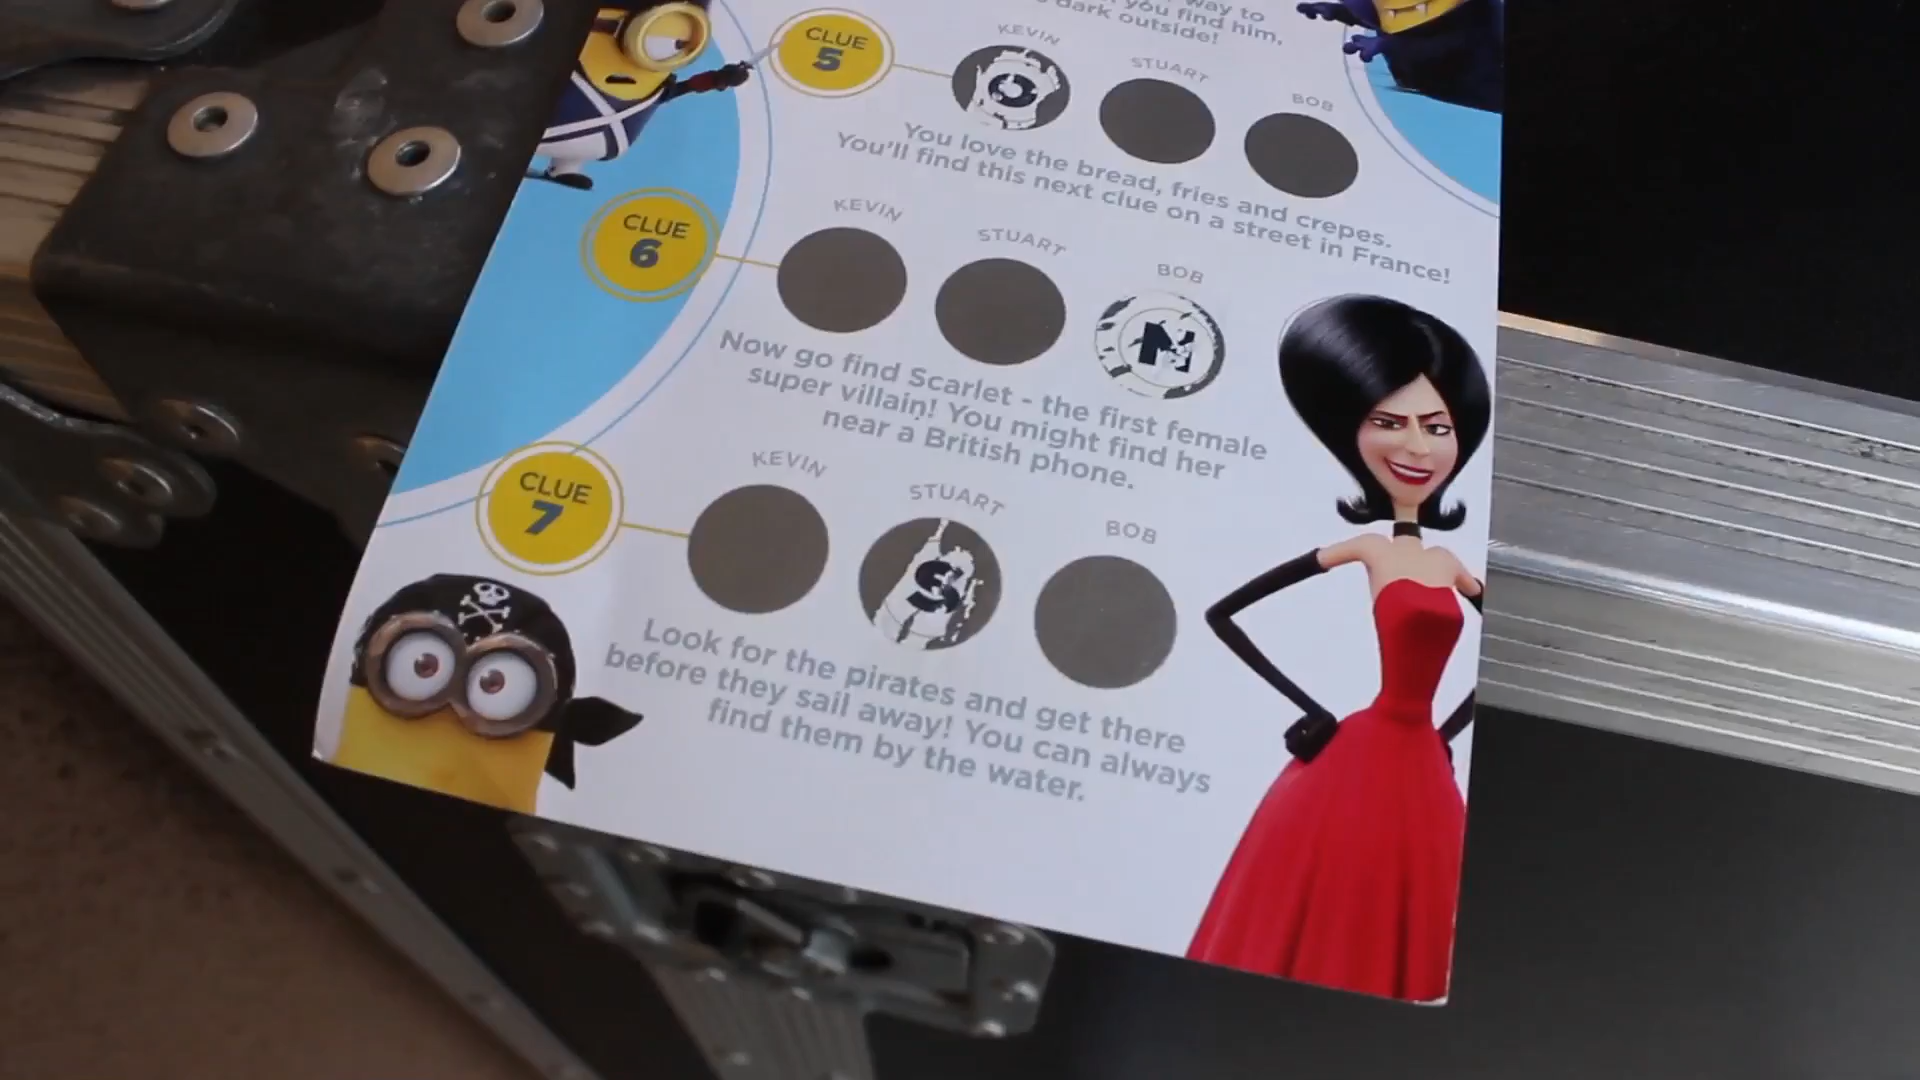 way to
you find him,
dark outside!
CLUE
5
KEVIN
STUART
BOB
You love the bread, fries and crepes.
You'll find this next clue on a street in France!
CLUE
6
KEVIN
STUART
BOB
N
Now go find Scarlet - the first female
super villain! You might find her
near a British phone.
CLUE
7
KEVIN
STUART
BOB
S
Look for the pirates and get there
before they sail away! You can always
find them by the water.